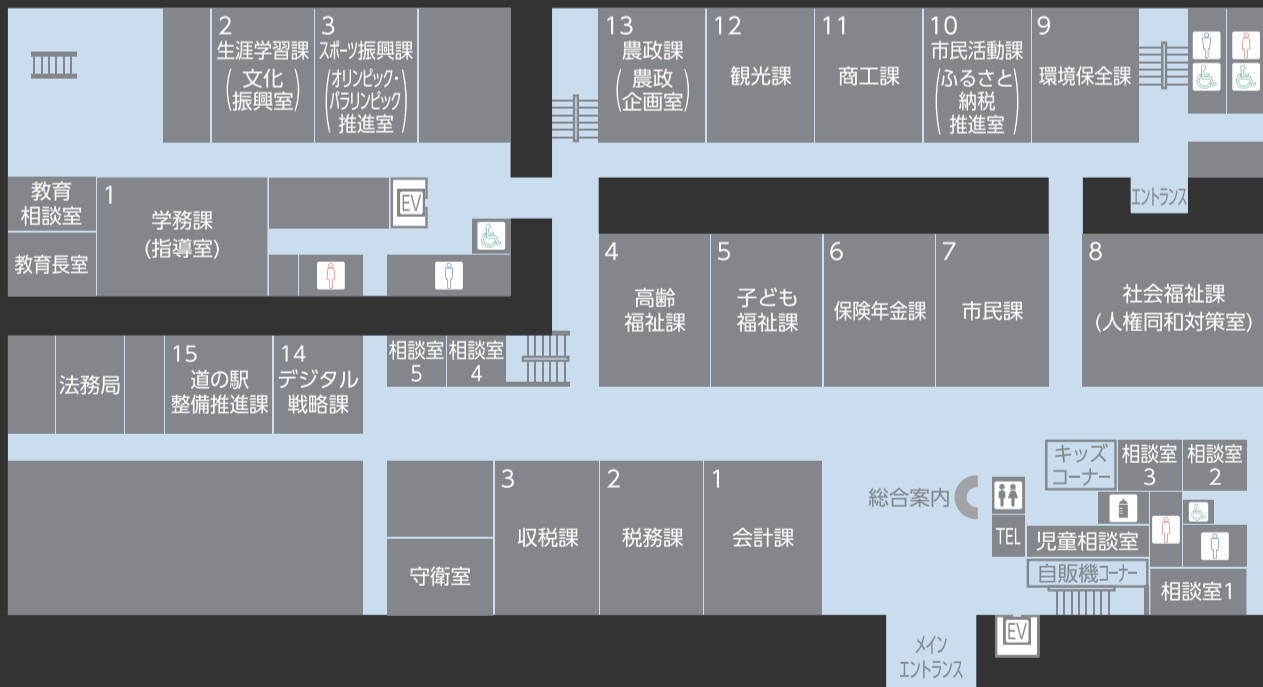 2
生涯学習課
(文化
振興室)
3
スポーツ振興課
(オリンピック・
パラリンピック
推進室)
13
農政課
(農政
企画室)
12
観光課
11
商工課
10
市民活動課
(ふるさと
納税
推進室)
9
環境保全課
教育
相談室
教育長室
1
学務課
(指導室)
EV
エントランス
4
高齢
福祉課
5
子ども
福祉課
6
保険年金課
7
市民課
8
社会福祉課
(人権同和対策室)
法務局
15
道の駅
整備推進課
14
デジタル
戦略課
相談室
5
相談室
4
守衛室
3
収税課
2
税務課
1
会計課
総合案内
TEL
キッズ
コーナー
相談室
3
相談室
2
児童相談室
自販機コーナー
相談室1
メイン
エントランス
EV